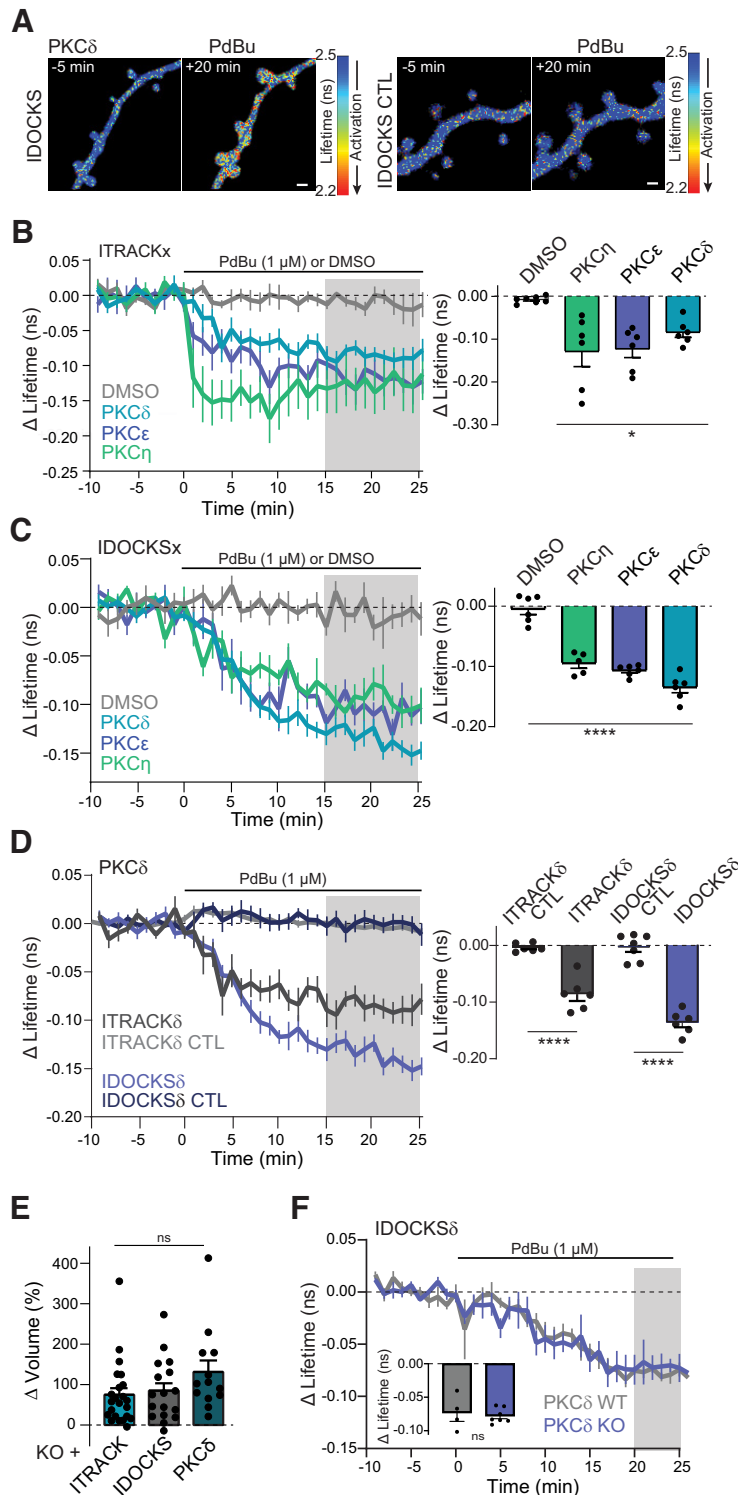 A
PKCδ
PdBu
PdBu
-5 min
+20 min
-5 min
+20 min
IDOCKS
2.5
Lifetime (ns)
Activation
2.2
IDOCKS CTL
2.5
Lifetime (ns)
Activation
2.2
B
ITRACKx
PdBu (1 µM) or DMSO
0.05
0.00
-0.05
-0.10
-0.15
-0.20
-0.25
Δ Lifetime (ns)
DMSO
PKCδ
PKCε
PKCη
-10 -5 0 5 10 15 20 25
Time (min)
DMSO
PKCη
PKCε
PKCδ
0.00
-0.10
-0.20
-0.30
Δ Lifetime (ns)
*
C
IDOCKSx
PdBu (1 µM) or DMSO
0.05
0.00
-0.05
-0.10
-0.15
Δ Lifetime (ns)
DMSO
PKCδ
PKCε
PKCη
-10 -5 0 5 10 15 20 25
Time (min)
DMSO
PKCη
PKCε
PKCδ
0.00
-0.10
-0.20
Δ Lifetime (ns)
****
D
PKCδ
PdBu (1 µM)
0.05
0.00
-0.05
-0.10
-0.15
-0.20
Δ Lifetime (ns)
ITRACKδ
ITRACKδ CTL
IDOCKSδ
IDOCKSδ CTL
-10 -5 0 5 10 15 20 25
Time (min)
ITRACKδ CTL
ITRACKδ
IDOCKSδ CTL
IDOCKSδ
0.00
-0.10
-0.20
Δ Lifetime (ns)
****
****
E
ns
400
300
200
100
0
Δ Volume (%)
KO +
ITRACK
IDOCKS
PKCδ
F
IDOCKSδ
PdBu (1 µM)
0.05
0.00
-0.05
-0.10
-0.15
Δ Lifetime (ns)
0.00
-0.05
-0.10
Δ Lifetime (ns)
ns
PKCδ WT
PKCδ KO
-10 -5 0 5 10 15 20 25
Time (min)